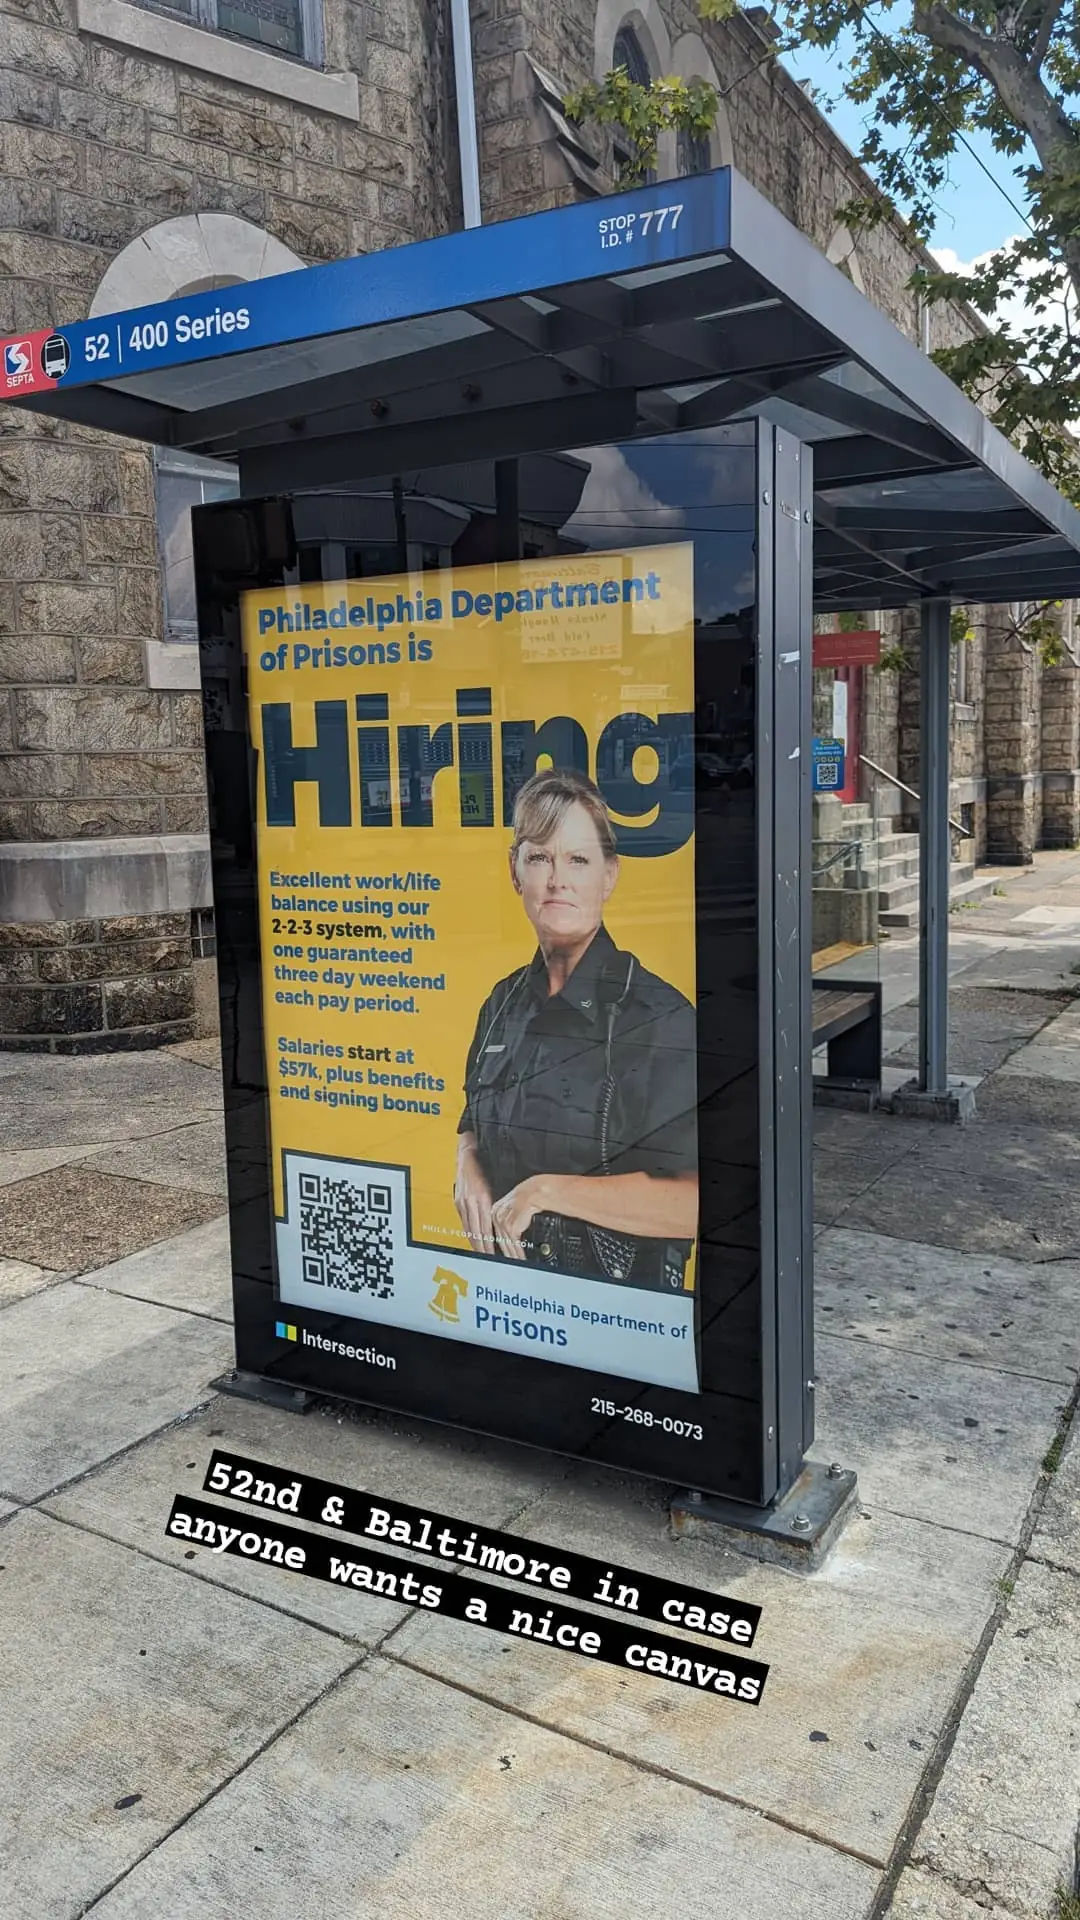 STOP
I.D. # 777
SEPTA
52 | 400 Series
Philadelphia Department
of Prisons is
Hiring
Excellent work/life
balance using our
2-2-3 system, with
one guaranteed
three day weekend
each pay period.
Salaries start at
$57k, plus benefits
and signing bonus
PHILA.PEOPLEADMIN.COM
Philadelphia Department of
Prisons
Intersection
215-268-0073
52nd & Baltimore in case
anyone wants a nice canvas